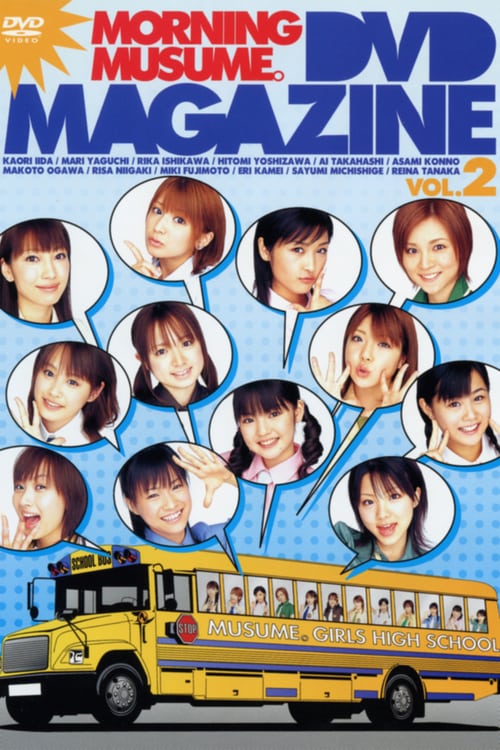 DVD
VIDEO
MORNING
MUSUME。
DVD
MAGAZINE
KAORI IIDA / MARI YAGUCHI / RIKA ISHIKAWA / HITOMI YOSHIZAWA / AI TAKAHASHI / ASAMI KONNO
MAKOTO OGAWA / RISA NIIGAKI / MIKI FUJIMOTO / ERI KAMEI / SAYUMI MICHISHIGE / REINA TANAKA
VOL.2
SCHOOL BUS
STOP
MUSUME。GIRLS HIGH SCHOOL